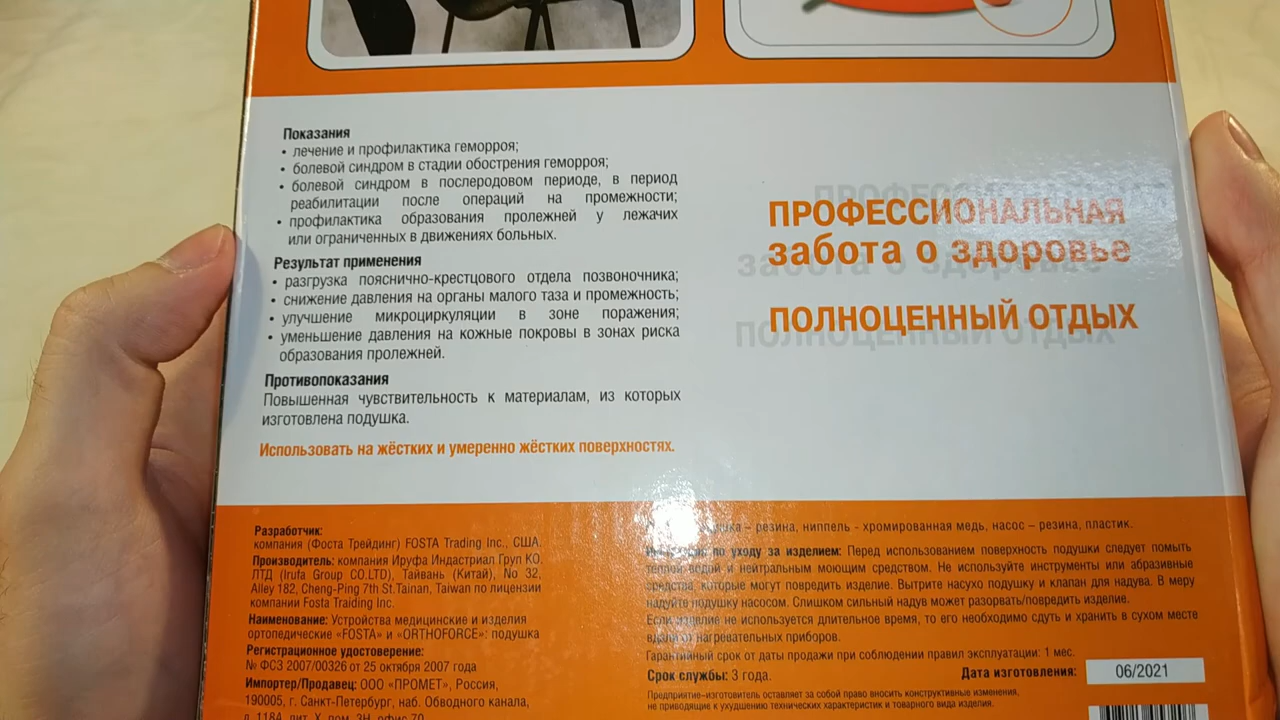 Показания
• лечение и профилактика геморроя;
• болевой синдром в стадии обострения геморроя;
• болевой синдром в послеродовом периоде, в период
реабилитации после операций на промежности;
• профилактика образования пролежней у лежачих
или ограниченных в движениях больных.
Результат применения
• разгрузка пояснично-крестцового отдела позвоночника;
• снижение давления на органы малого таза и промежность;
• улучшение микроциркуляции в зоне поражения;
• уменьшение давления на кожные покровы в зонах риска
образования пролежней.
Противопоказания
Повышенная чувствительность к материалам, из которых
изготовлена подушка.
Использовать на жёстких и умеренно жёстких поверхностях.
ПРОФЕССИОНАЛЬНАЯ
забота о здоровье
ПОЛНОЦЕННЫЙ ОТДЫХ
Разработчик:
компания (Фоста Трейдинг) FOSTA Trading Inc., США.
Производитель: компания Ируфа Индастриал Груп КО.
ЛТД (Irufa Group CO.LTD), Тайвань (Китай), No 32,
Alley 182, Cheng-Ping 7th St.Tainan, Taiwan по лицензии
компании Fosta Traiding Inc.
Наименование: Устройства медицинские и изделия
ортопедические «FOSTA» и «ORTHOFORCE»: подушка
Регистрационное удостоверение:
№ ФСЗ 2007/00326 от 25 октября 2007 года
Импортер/Продавец: ООО «ПРОМЕТ», Россия,
190005, г. Санкт-Петербург, наб. Обводного канала,
д. 118А, лит. Х, пом. 3Н, офис 70
– резина, ниппель - хромированная медь, насос – резина, пластик.
по уходу за изделием: Перед использованием поверхность подушки следует помыть
теплой водой и нейтральным моющим средством. Не используйте инструменты или абразивные
средства, которые могут повредить изделие. Вытрите насухо подушку и клапан для надува. В меру
надуйте подушку насосом. Слишком сильный надув может разорвать/повредить изделие.
Если изделие не используется длительное время, то его необходимо сдуть и хранить в сухом месте
вдали от нагревательных приборов.
Гарантийный срок от даты продажи при соблюдении правил эксплуатации: 1 мес.
Срок службы: 3 года.
Дата изготовления: 06/2021
Предприятие-изготовитель оставляет за собой право вносить конструктивные изменения,
не приводящие к ухудшению технических характеристик и товарного вида изделия.